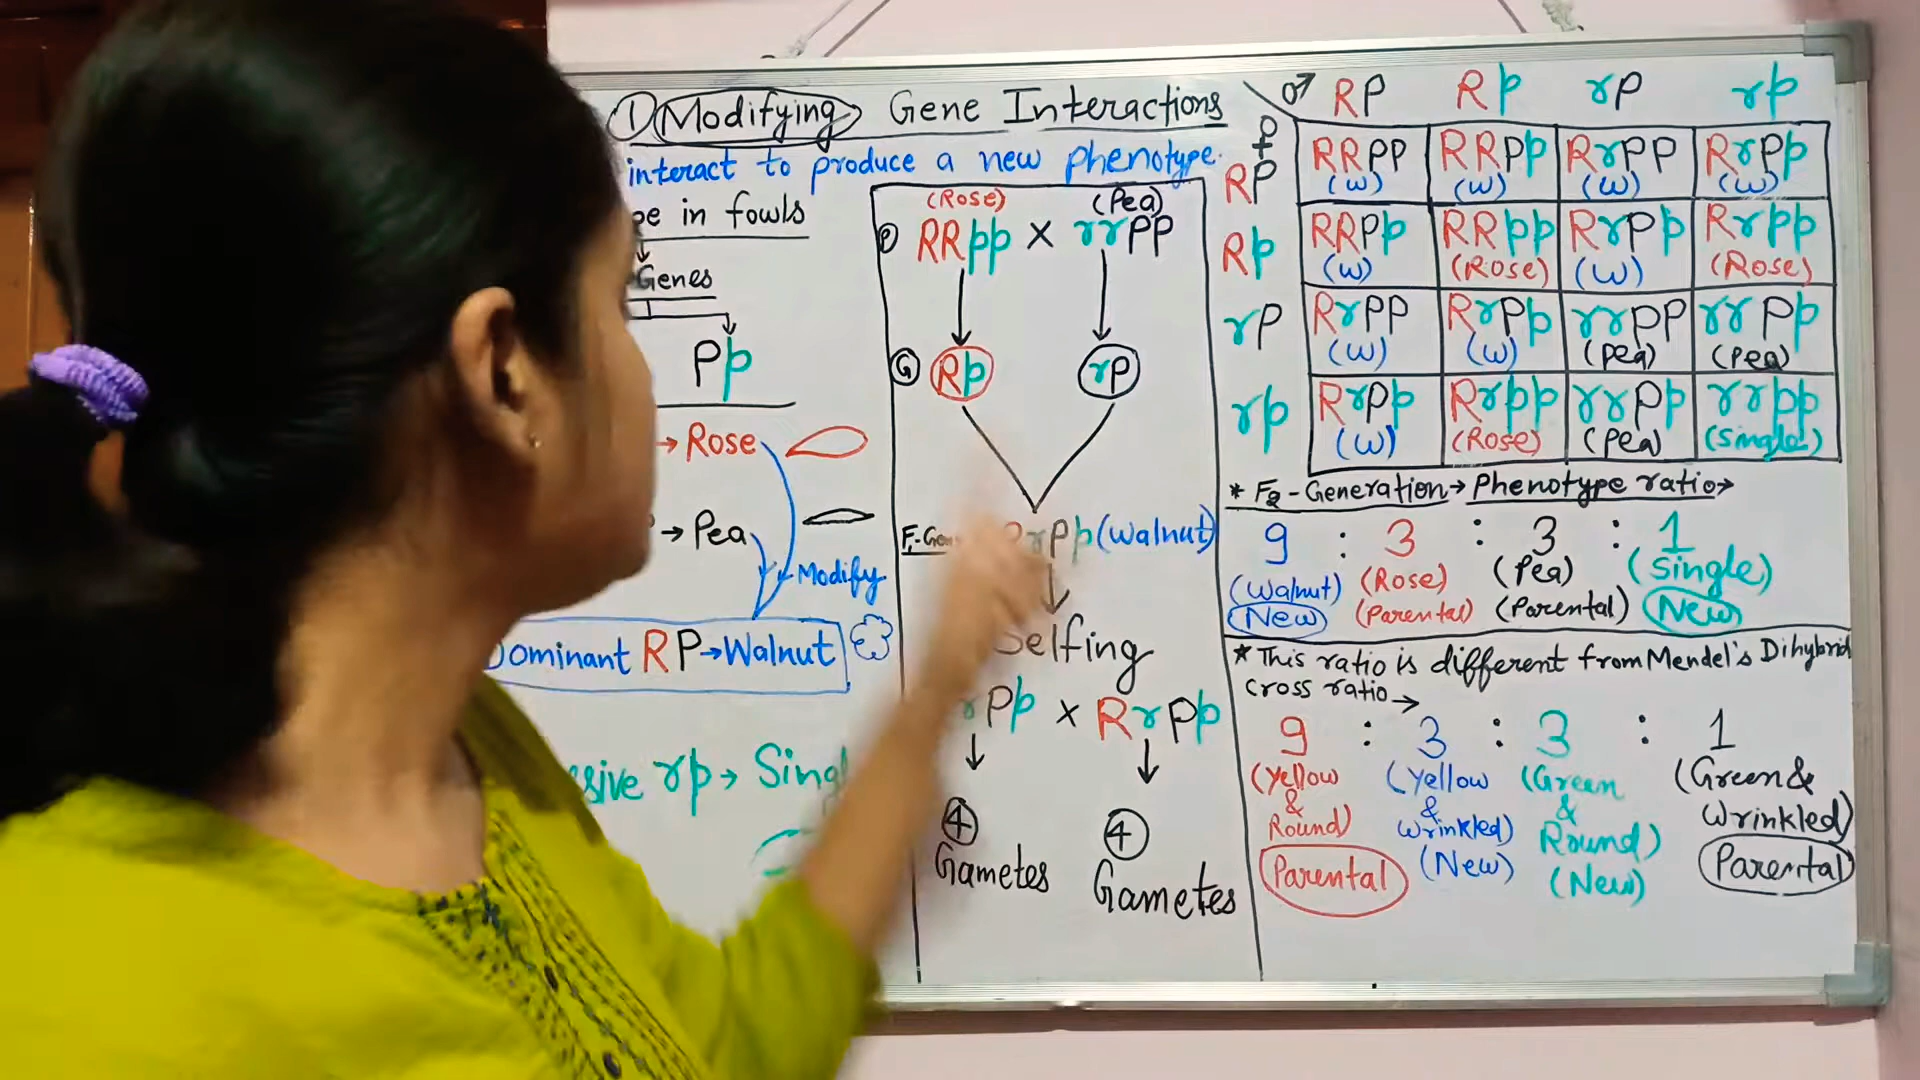 ① Modifying Gene Interactions
interact to produce a new phenotype.
in fowls
Genes
Pp
→ Rose
→ Pea
Modify
Dominant RP → Walnut
rp →
(Rose) (Pea)
Ⓟ RRpp × rrPP
Ⓖ Rp rP
Pp (Walnut)
Selfing
rPp × RrPp
④ ④
Gametes Gametes
♂ RP Rp rP rp
♀
RP RRPP RRPp RrPP RrPp
(W) (W) (W) (W)
Rp RRPp RRpp RrPp Rrpp
(W) (Rose) (W) (Rose)
rP RrPP RrPp rrPP rrPp
(W) (W) (Pea) (Pea)
rp RrPp Rrpp rrPp rrpp
(W) (Rose) (Pea) (Single)
* F₂-Generation → Phenotype ratio →
9 : 3 : 3 : 1
(Walnut) (Rose) (Pea) (Single)
New (Parental) (Parental) New
* This ratio is different from Mendel's Dihybrid
Cross ratio →
9 : 3 : 3 : 1
(Yellow (Yellow (Green (Green &
& & & Wrinkled)
Round) Wrinkled) Round)
Parental (New) (New) Parental